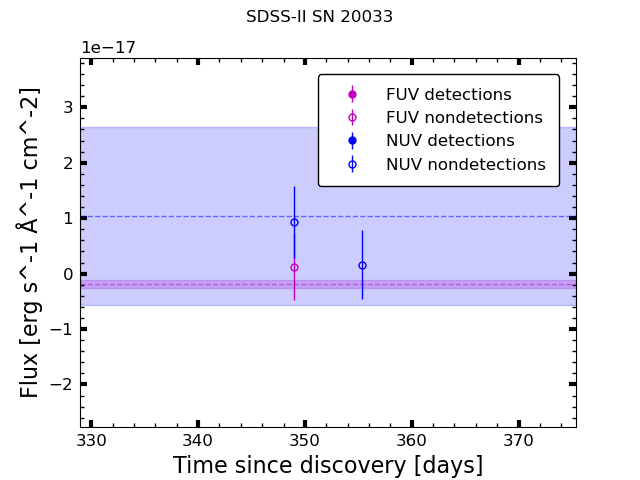 SDSS-II SN 20033
1e−17
FUV detections
FUV nondetections
NUV detections
NUV nondetections
3
2
1
0
−1
−2
Flux [erg s^-1 Å^-1 cm^-2]
330 340 350 360 370
Time since discovery [days]